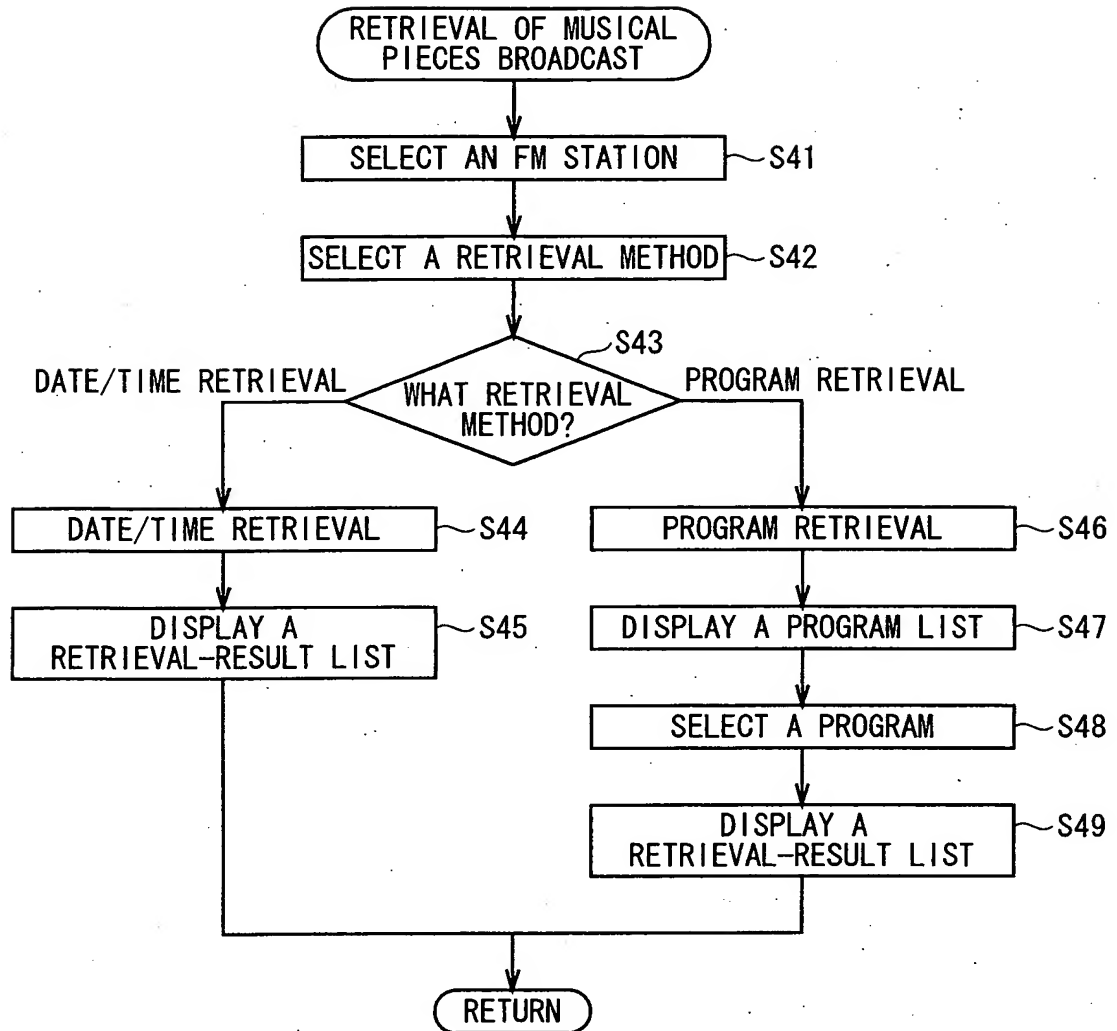 RETRIEVAL OF MUSICAL
PIECES BROADCAST
SELECT AN FM STATION
S41
SELECT A RETRIEVAL METHOD
S42
S43
DATE/TIME RETRIEVAL
WHAT RETRIEVAL
METHOD?
PROGRAM RETRIEVAL
DATE/TIME RETRIEVAL
S44
DISPLAY A
RETRIEVAL-RESULT LIST
S45
PROGRAM RETRIEVAL
S46
DISPLAY A PROGRAM LIST
S47
SELECT A PROGRAM
S48
DISPLAY A
RETRIEVAL-RESULT LIST
S49
RETURN